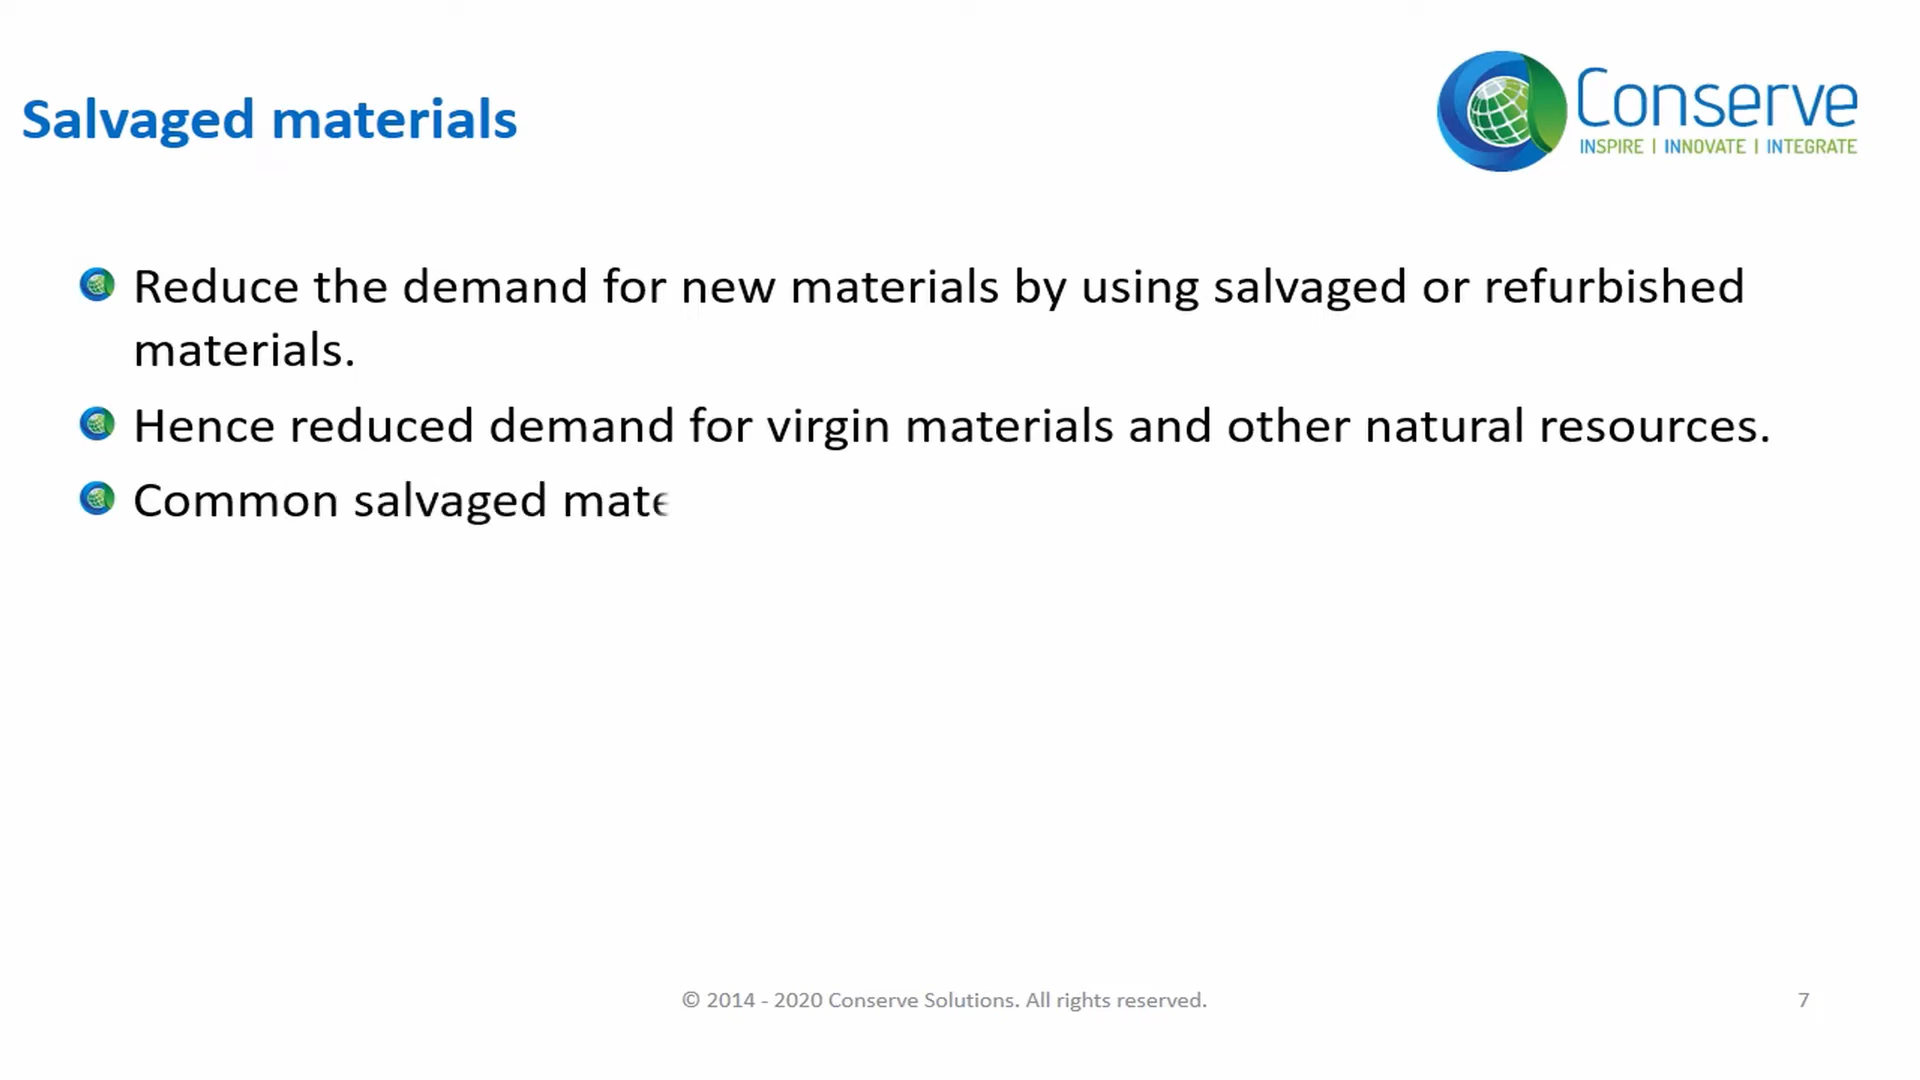 Salvaged materials
Conserve
INSPIRE | INNOVATE | INTEGRATE
Reduce the demand for new materials by using salvaged or refurbished
materials.
Hence reduced demand for virgin materials and other natural resources.
Common salvaged mate
© 2014 - 2020 Conserve Solutions. All rights reserved.
7